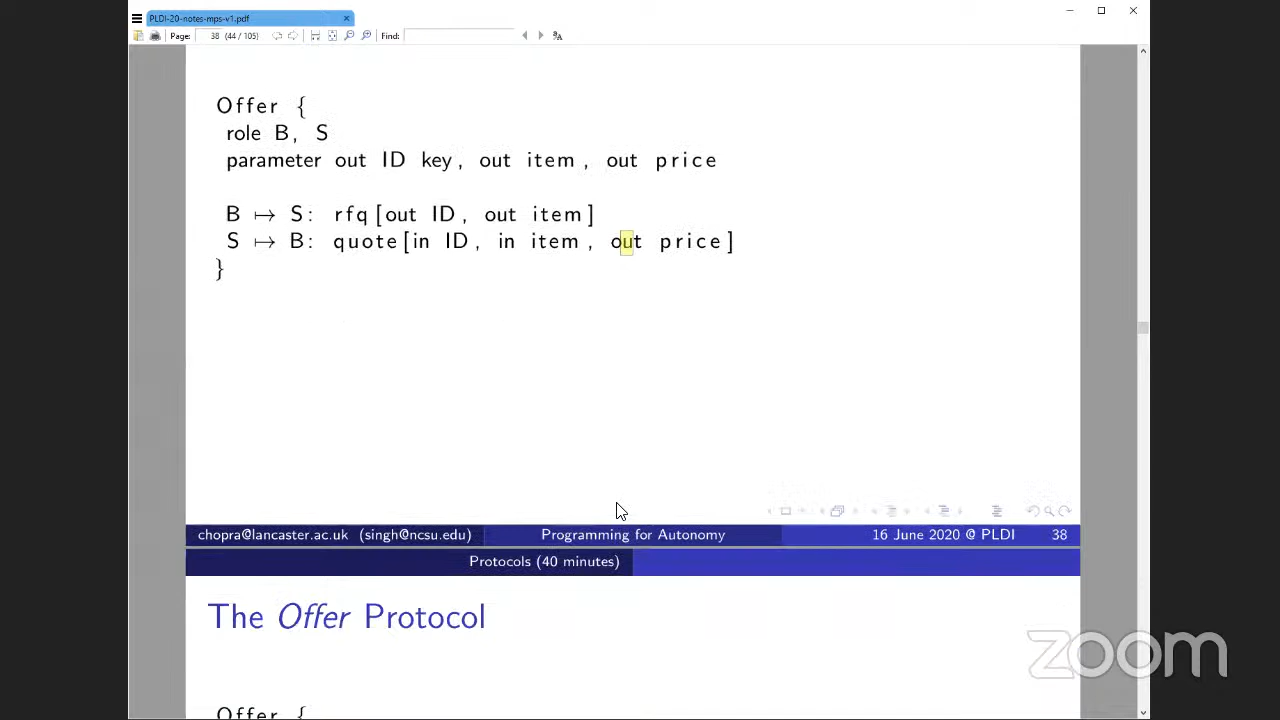 PLDI-20-notes-mps-v1.pdf
Page: 38 (44 / 105) Find:
Offer {
role B, S
parameter out ID key, out item, out price
B ↦ S: rfq[out ID, out item]
S ↦ B: quote[in ID, in item, out price]
}
chopra@lancaster.ac.uk (singh@ncsu.edu) Programming for Autonomy 16 June 2020 @ PLDI 38
Protocols (40 minutes)
The Offer Protocol
zoom
Offer {